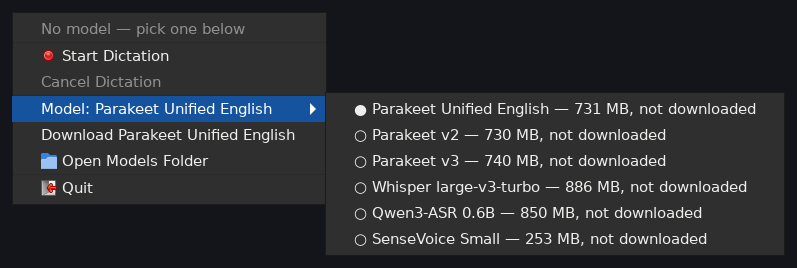 No model — pick one below
Start Dictation
Cancel Dictation
Model: Parakeet Unified English
Download Parakeet Unified English
Open Models Folder
Quit
Parakeet Unified English — 731 MB, not downloaded
Parakeet v2 — 730 MB, not downloaded
Parakeet v3 — 740 MB, not downloaded
Whisper large-v3-turbo — 886 MB, not downloaded
Qwen3-ASR 0.6B — 850 MB, not downloaded
SenseVoice Small — 253 MB, not downloaded